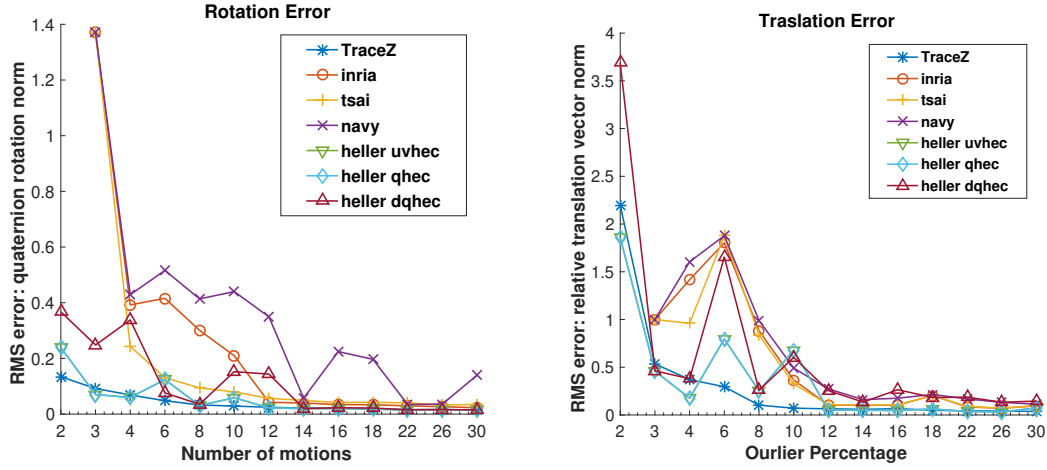 Rotation Error
RMS error: quaternion rotation norm
1.4
1.2
1
0.8
0.6
0.4
0.2
0
TraceZ
inria
tsai
navy
heller uvhec
heller qhec
heller dqhec
2 3 4 6 8 10 12 14 16 18 22 26 30
Number of motions
Traslation Error
RMS error: relative translation vector norm
4
3.5
3
2.5
2
1.5
1
0.5
0
TraceZ
inria
tsai
navy
heller uvhec
heller qhec
heller dqhec
2 3 4 6 8 10 12 14 16 18 22 26 30
Ourlier Percentage